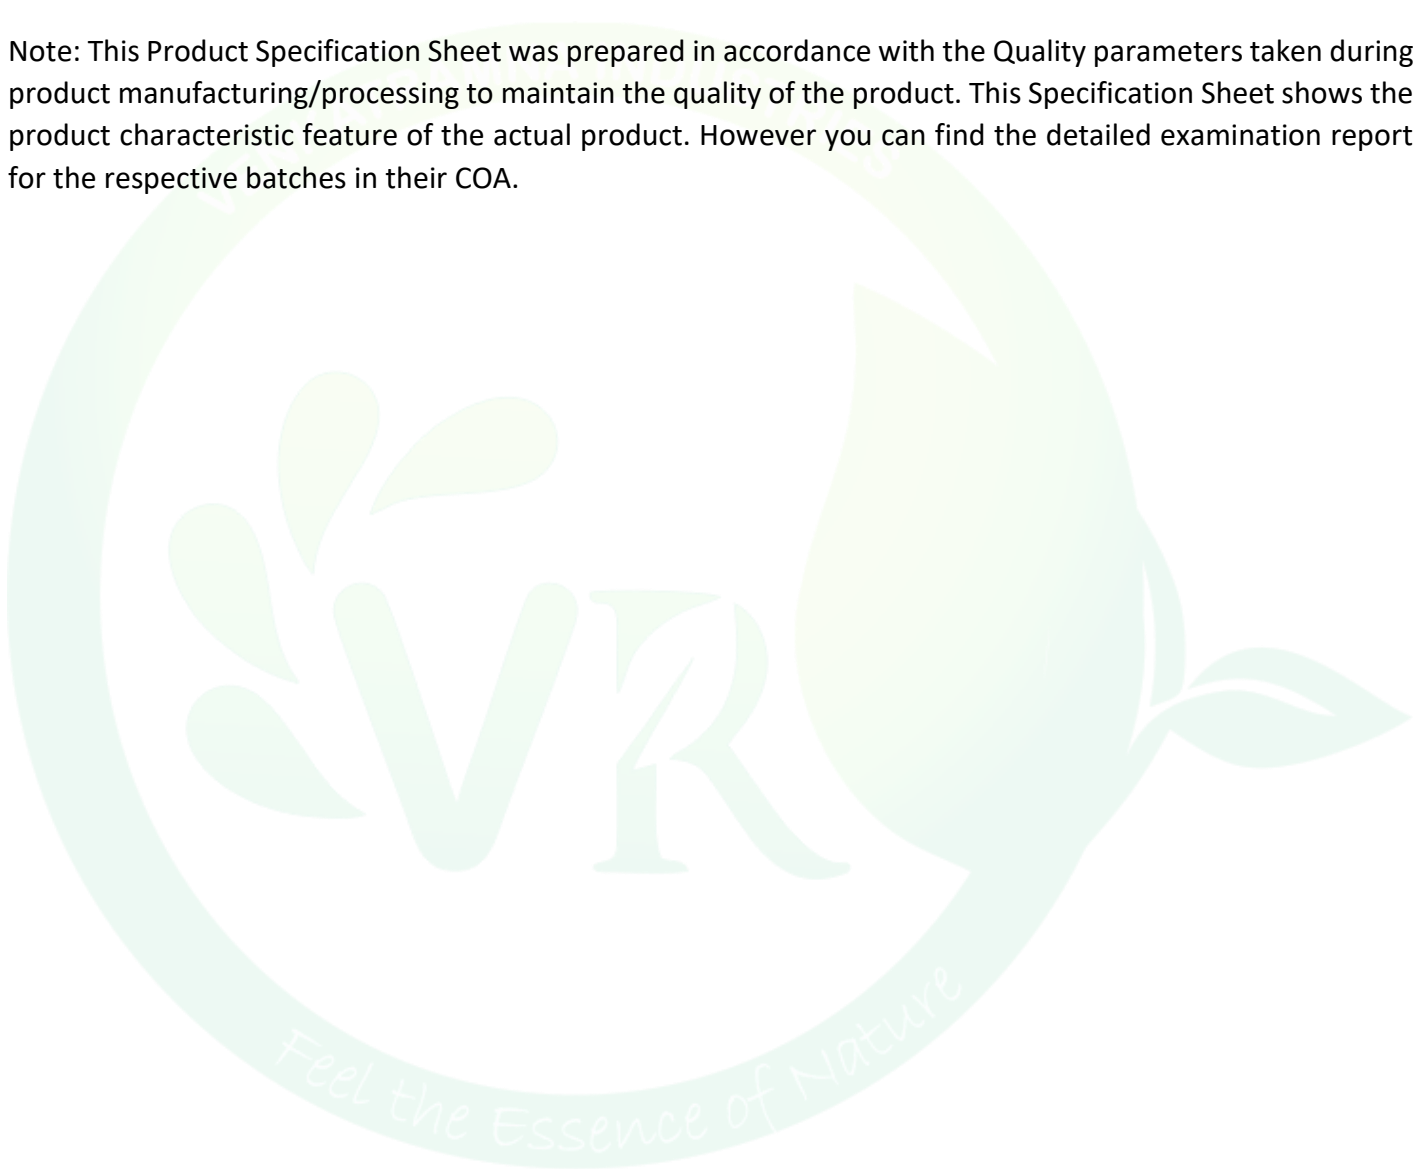 Note: This Product Specification Sheet was prepared in accordance with the Quality parameters taken during
product manufacturing/processing to maintain the quality of the product. This Specification Sheet shows the
product characteristic feature of the actual product. However you can find the detailed examination report
for the respective batches in their COA.
VR
Feel the Essence of Nature